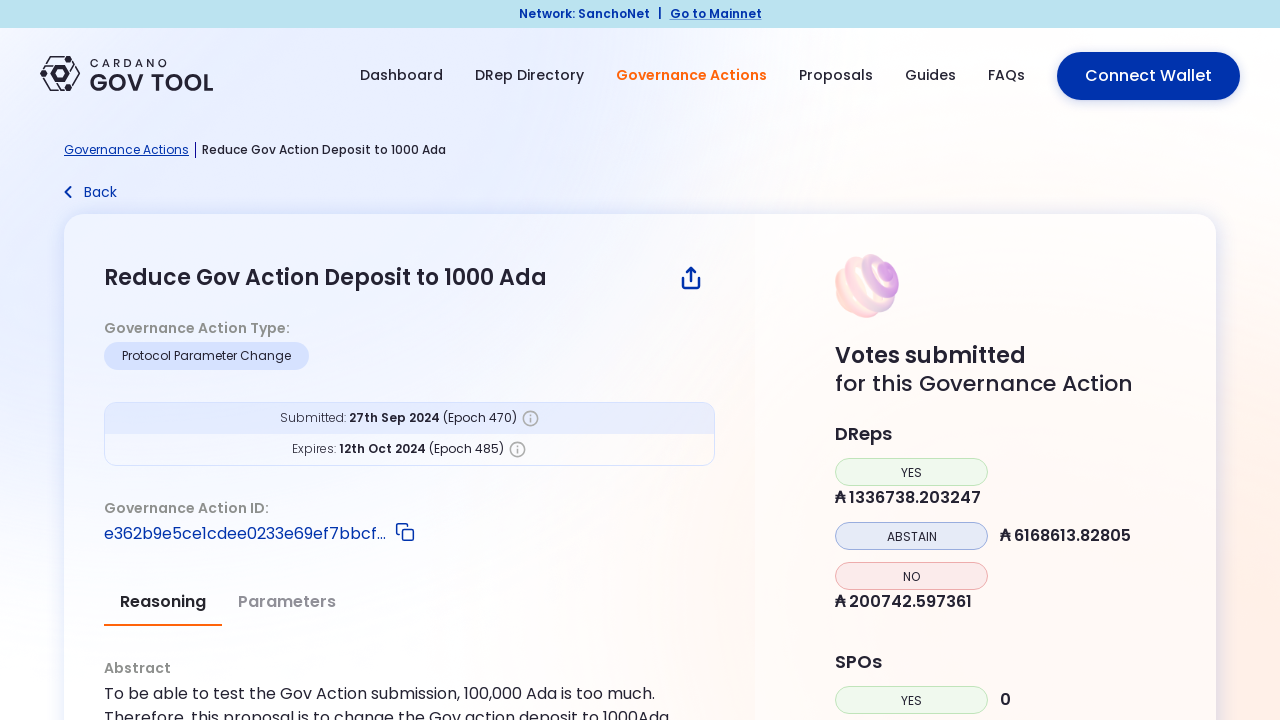 Network: SanchoNet | Go to Mainnet
CARDANO
GOV TOOL
Dashboard
DRep Directory
Governance Actions
Proposals
Guides
FAQs
Connect Wallet
Governance Actions | Reduce Gov Action Deposit to 1000 Ada
Back
Reduce Gov Action Deposit to 1000 Ada
Governance Action Type:
Protocol Parameter Change
Submitted: 27th Sep 2024 (Epoch 470)
Expires: 12th Oct 2024 (Epoch 485)
Governance Action ID:
e362b9e5ce1cdee0233e69ef7bbcf...
Reasoning
Parameters
Abstract
To be able to test the Gov Action submission, 100,000 Ada is too much.
Therefore, this proposal is to change the Gov action deposit to 1000Ada
Votes submitted
for this Governance Action
DReps
YES
₳ 1336738.203247
ABSTAIN
₳ 6168613.82805
NO
₳ 200742.597361
SPOs
YES
0